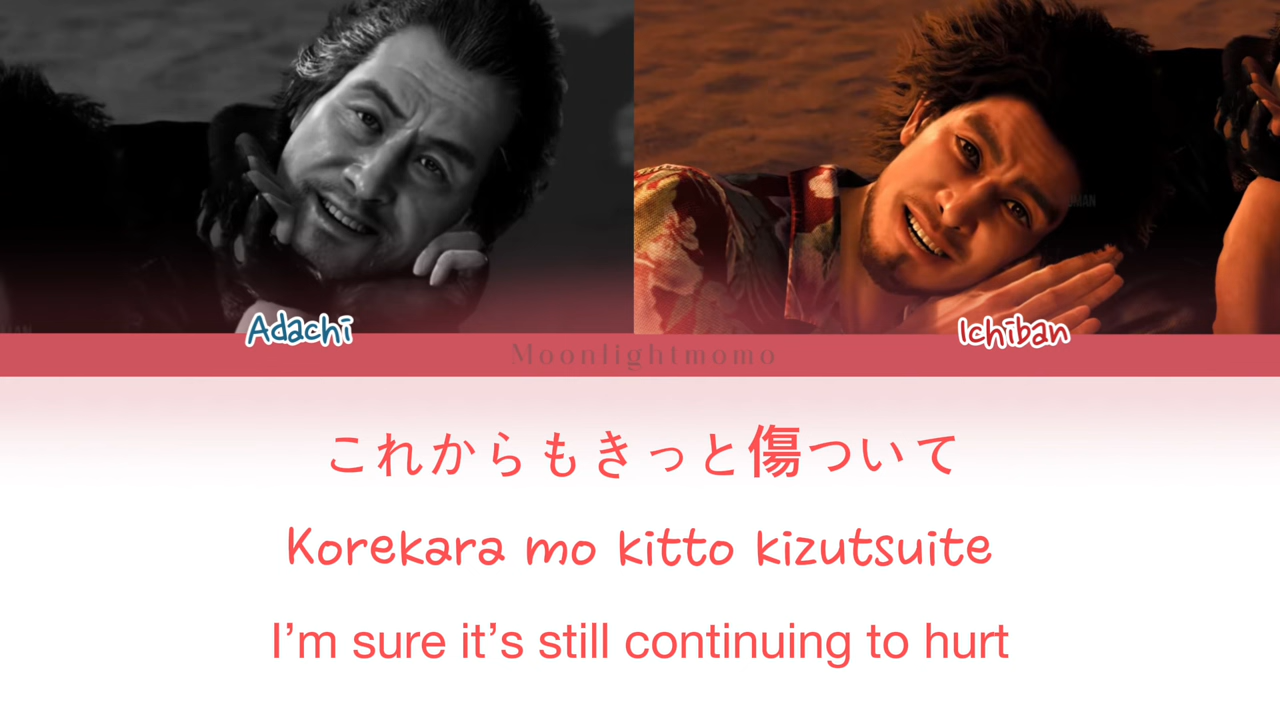 Adachi
Ichiban
Moonlightmomo
これからもきっと傷ついて
Korekara mo kitto kizutsuite
I’m sure it’s still continuing to hurt